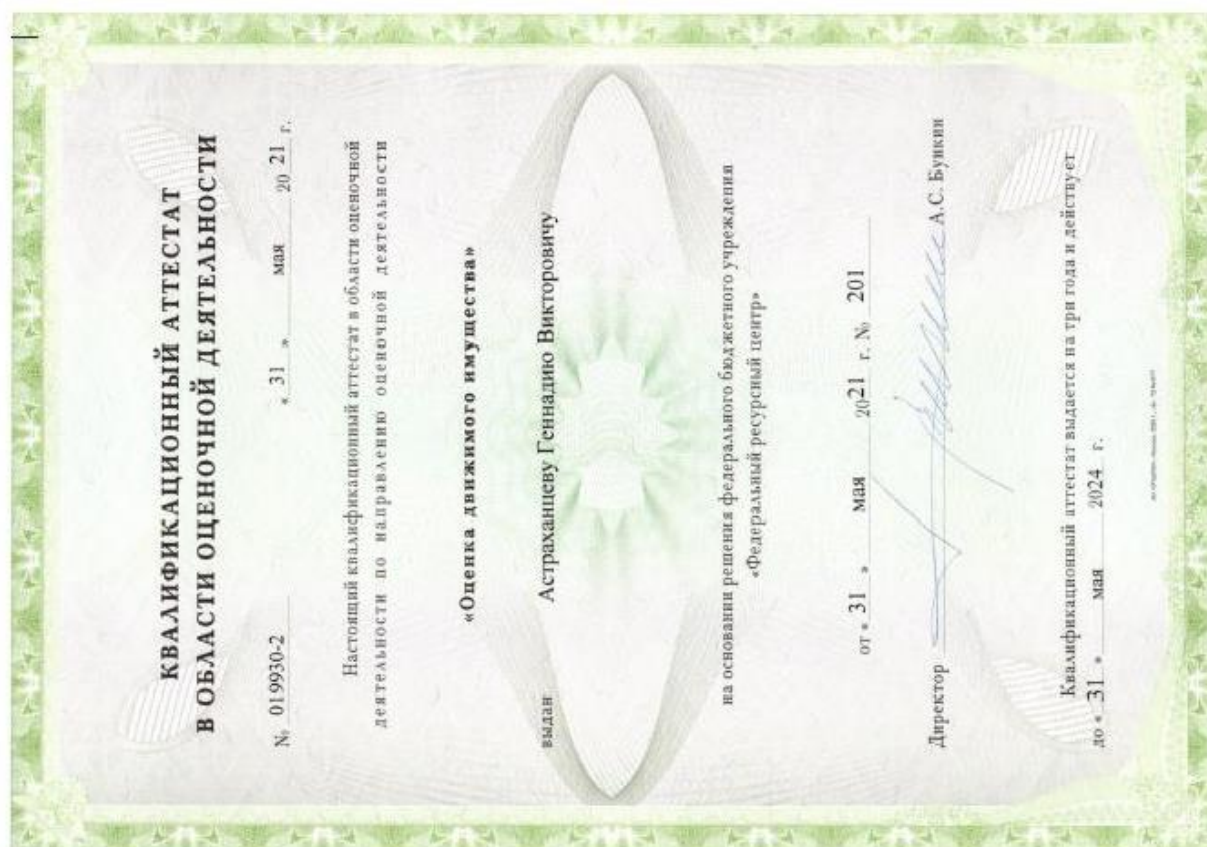 КВАЛИФИКАЦИОННЫЙ АТТЕСТАТ
В ОБЛАСТИ ОЦЕНОЧНОЙ ДЕЯТЕЛЬНОСТИ
№ 019930-2 « 31 » мая 20 21 г.
Настоящий квалификационный аттестат в области оценочной
деятельности по направлению оценочной деятельности
«Оценка движимого имущества»
выдан Астраханцеву Геннадию Викторовичу
на основании решения федерального бюджетного учреждения
«Федеральный ресурсный центр»
от « 31 » мая 2021 г. № 201
Директор А.С. Бункин
Квалификационный аттестат выдается на три года и действует
до « 31 » мая 2024 г.